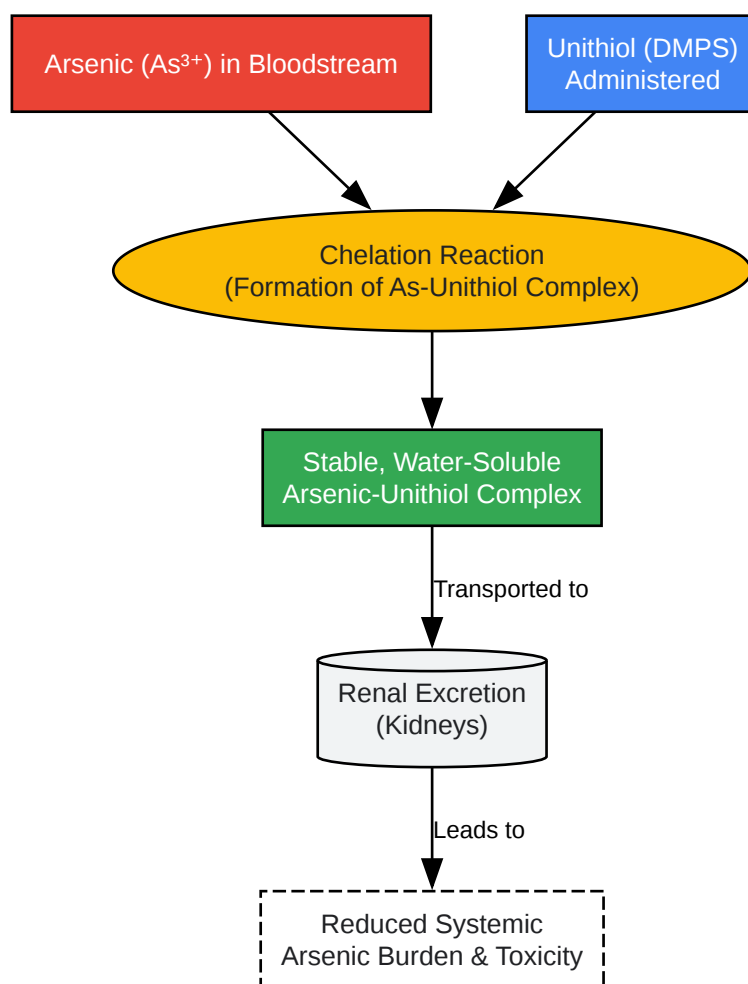 Arsenic (As³⁺) in Bloodstream
Unithiol (DMPS)
Administered
Chelation Reaction
(Formation of As-Unithiol Complex)
Stable, Water-Soluble
Arsenic-Unithiol Complex
Transported to
Renal Excretion
(Kidneys)
Leads to
Reduced Systemic
Arsenic Burden & Toxicity